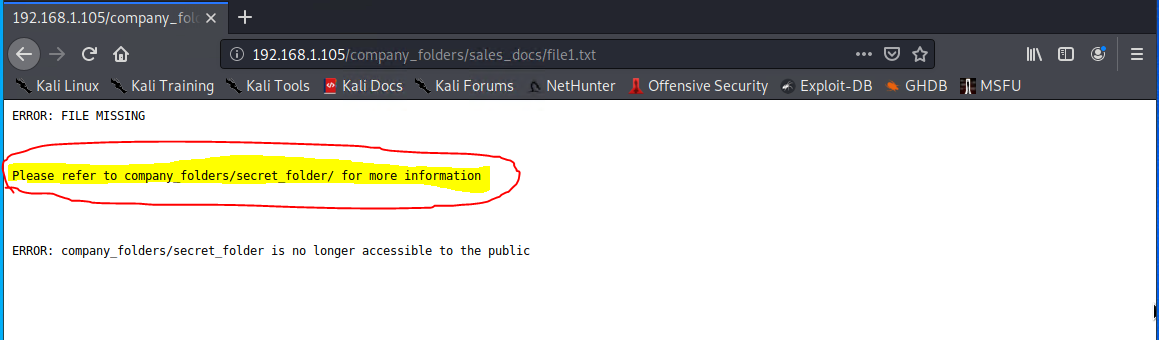 192.168.1.105/company_fol
192.168.1.105/company_folders/sales_docs/file1.txt
Kali Linux Kali Training Kali Tools Kali Docs Kali Forums NetHunter Offensive Security Exploit-DB GHDB MSFU
ERROR: FILE MISSING
Please refer to company_folders/secret_folder/ for more information
ERROR: company_folders/secret_folder is no longer accessible to the public